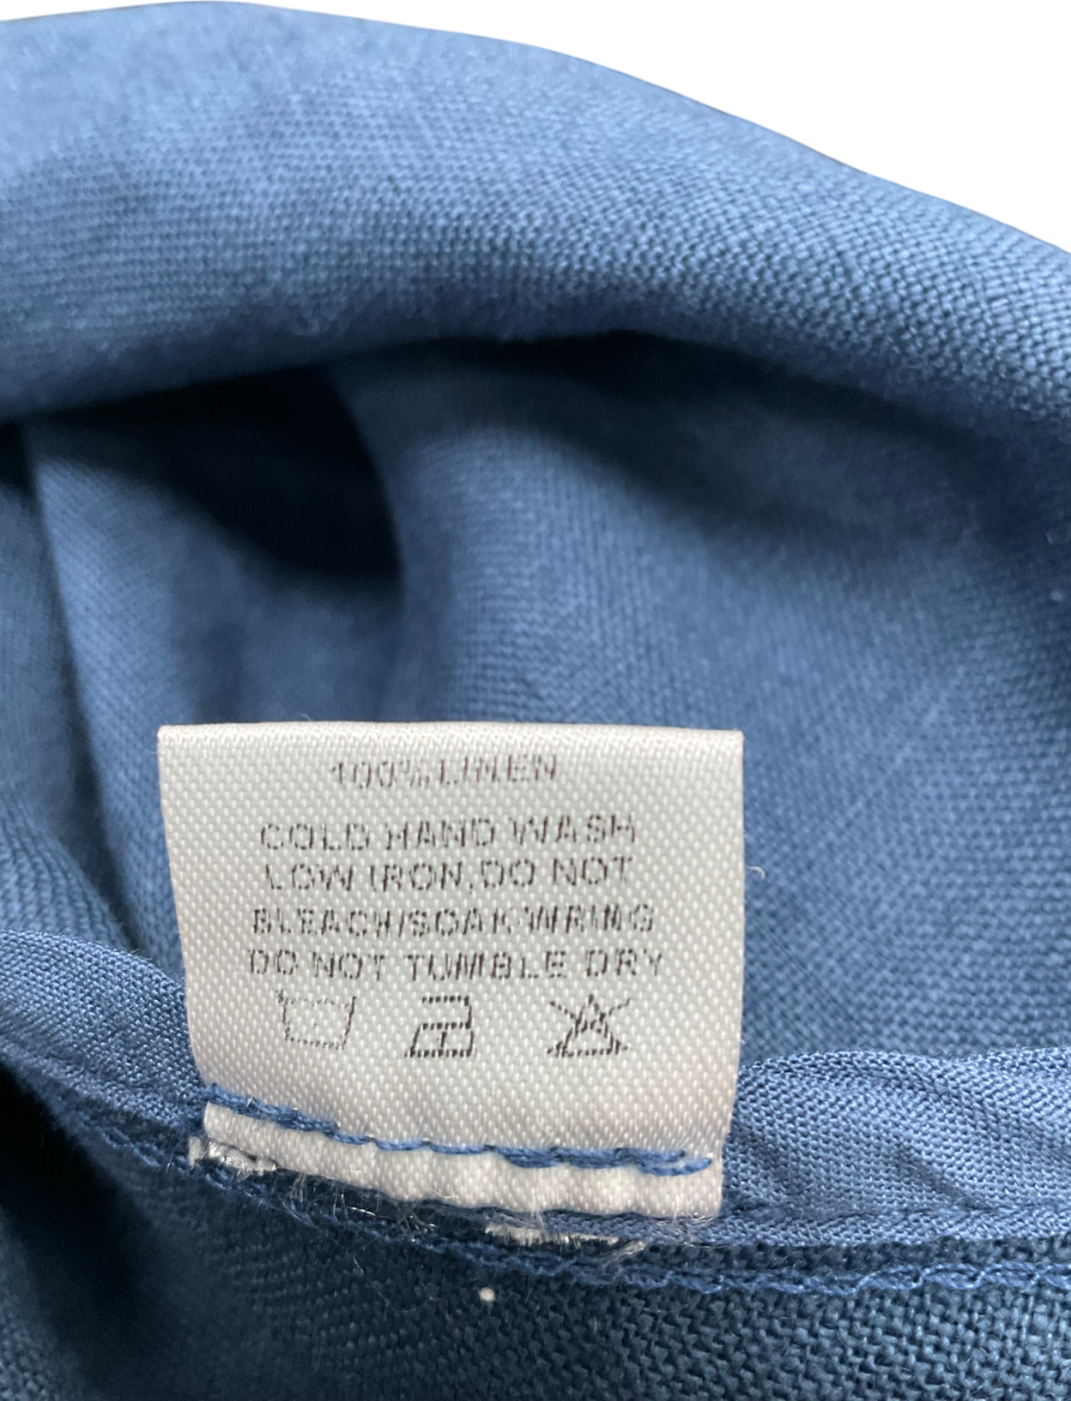 100% LINEN
COLD HAND WASH
LOW IRON.DO NOT
BLEACH/SOAK WRING
DO NOT TUMBLE DRY